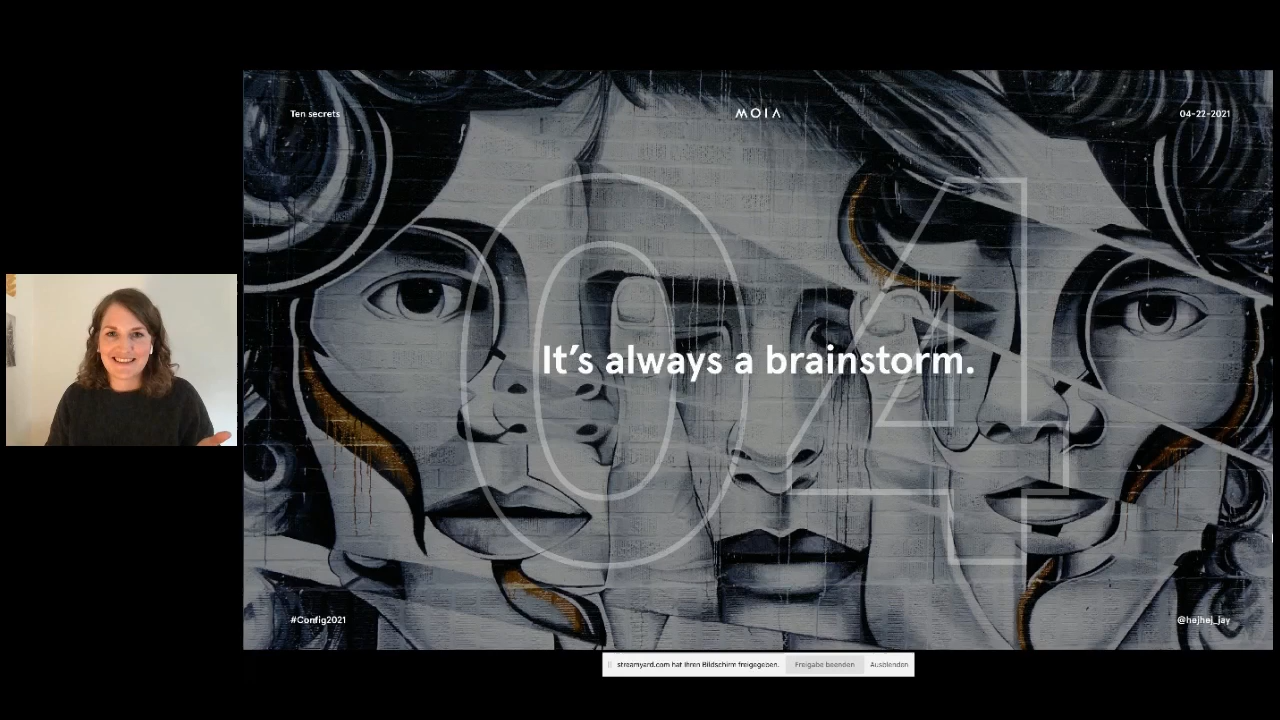 Ten secrets
MOIA
04-22-2021
04
It's always a brainstorm.
#Config2021
@hejhej_jay
streamyard.com hat Ihren Bildschirm freigegeben.
Freigabe beenden
Ausblenden